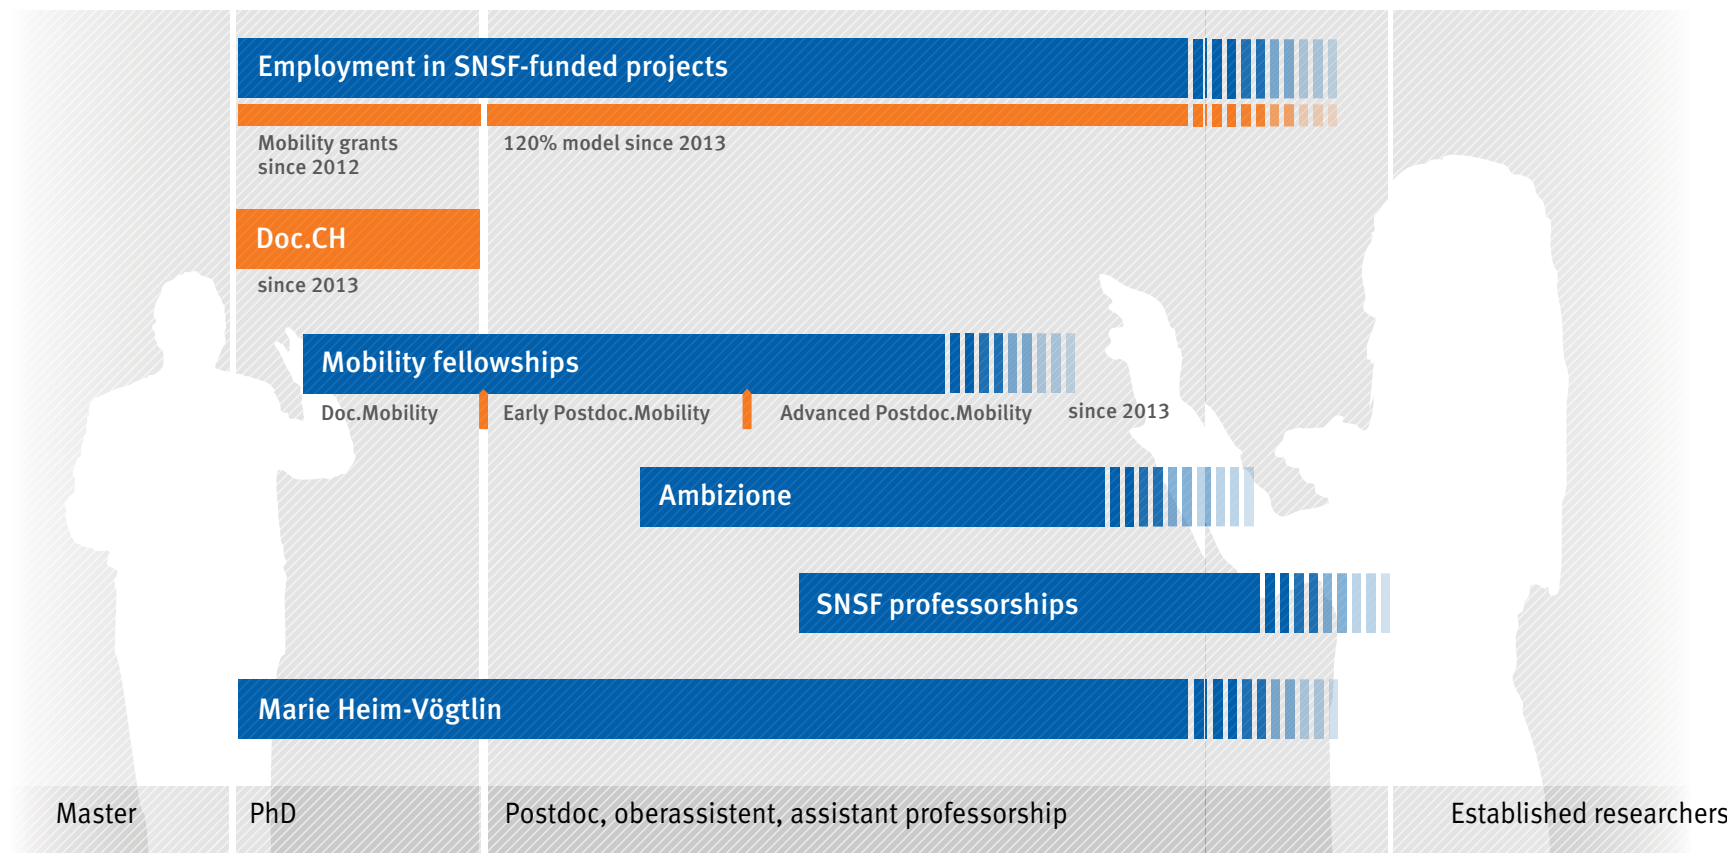 Employment in SNSF-funded projects
Mobility grants
since 2012
120% model since 2013
Doc.CH
since 2013
Mobility fellowships
Doc.Mobility
Early Postdoc.Mobility
Advanced Postdoc.Mobility
since 2013
Ambizione
SNSF professorships
Marie Heim-Vögtlin
Master
PhD
Postdoc, oberassistent, assistant professorship
Established researchers